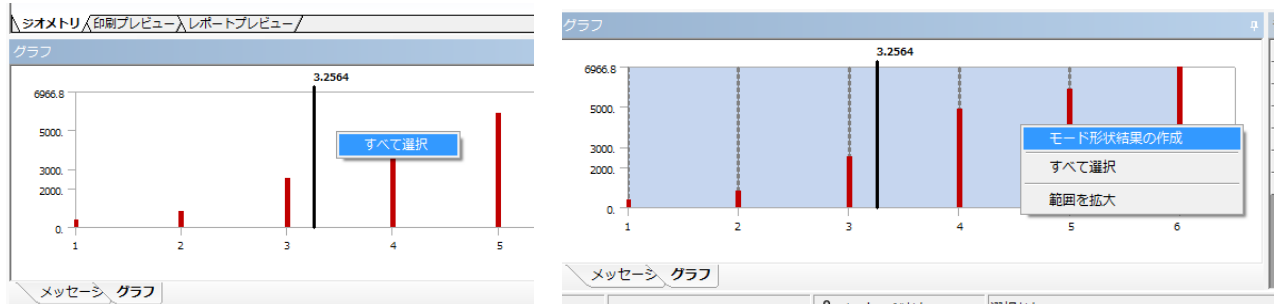 ジオメトリ 印刷プレビュー レポートプレビュー
グラフ
3.2564
6966.8
5000.
3000.
2000.
0.
1 2 3 4 5
すべて選択
メッセージ グラフ
グラフ
3.2564
6966.8
5000.
3000.
2000.
0.
1 2 3 4 5 6
モード形状結果の作成
すべて選択
範囲を拡大
メッセージ グラフ